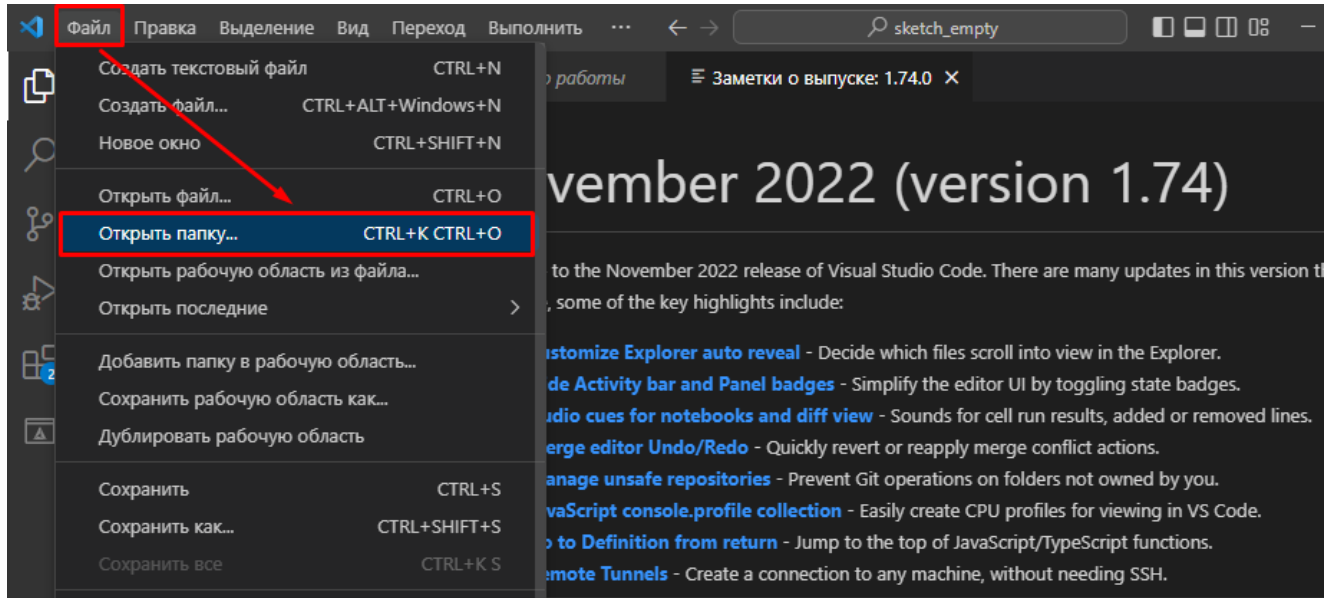 Файл Правка Выделение Вид Переход Выполнить ··· sketch_empty
работы Заметки о выпуске: 1.74.0
Создать текстовый файл CTRL+N
Создать файл... CTRL+ALT+Windows+N
Новое окно CTRL+SHIFT+N
Открыть файл... CTRL+O
Открыть папку... CTRL+K CTRL+O
Открыть рабочую область из файла...
Открыть последние
Добавить папку в рабочую область...
Сохранить рабочую область как...
Дублировать рабочую область
Сохранить CTRL+S
Сохранить как... CTRL+SHIFT+S
Сохранить все CTRL+K S
2
vember 2022 (version 1.74)
to the November 2022 release of Visual Studio Code. There are many updates in this version th
, some of the key highlights include:
ustomize Explorer auto reveal - Decide which files scroll into view in the Explorer.
de Activity bar and Panel badges - Simplify the editor UI by toggling state badges.
udio cues for notebooks and diff view - Sounds for cell run results, added or removed lines.
erge editor Undo/Redo - Quickly revert or reapply merge conflict actions.
anage unsafe repositories - Prevent Git operations on folders not owned by you.
vaScript console.profile collection - Easily create CPU profiles for viewing in VS Code.
o to Definition from return - Jump to the top of JavaScript/TypeScript functions.
emote Tunnels - Create a connection to any machine, without needing SSH.